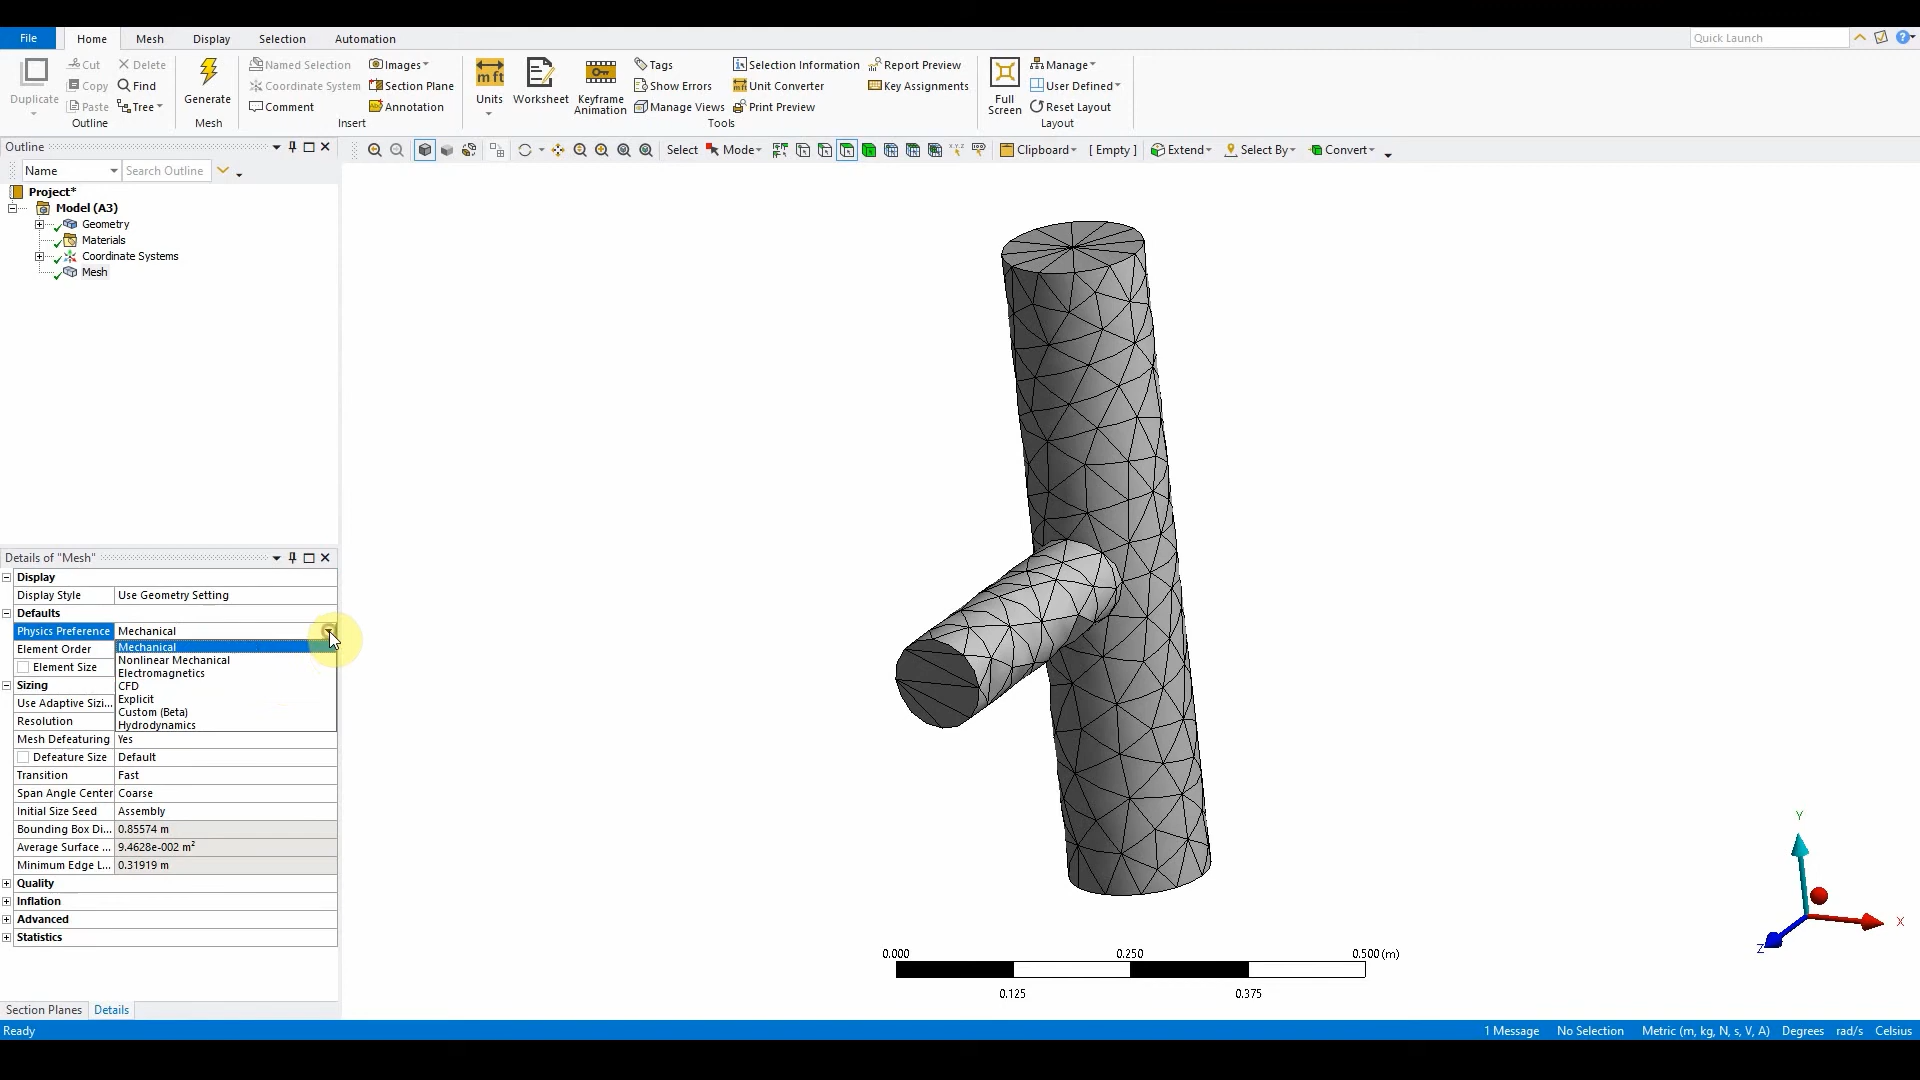 File Home Mesh Display Selection Automation Quick Launch
Duplicate Cut Delete
Copy Find
Paste Tree
Outline
Generate
Mesh
Named Selection Images
Coordinate System Section Plane
Comment Annotation
Insert
m ft
Units Worksheet Keyframe Animation
Tags Selection Information Report Preview
Show Errors Unit Converter Key Assignments
Manage Views Print Preview
Tools
Full Screen Manage
User Defined
Reset Layout
Layout
Outline
Select Mode Clipboard [ Empty ] Extend Select By Convert
Name Search Outline
Project*
Model (A3)
Geometry
Materials
Coordinate Systems
Mesh
Details of "Mesh"
Display
Display Style Use Geometry Setting
Defaults
Physics Preference Mechanical
Element Order
Element Size
Mechanical
Nonlinear Mechanical
Electromagnetics
CFD
Explicit
Custom (Beta)
Hydrodynamics
Sizing
Use Adaptive Sizi...
Resolution
Mesh Defeaturing Yes
Defeature Size Default
Transition Fast
Span Angle Center Coarse
Initial Size Seed Assembly
Bounding Box Di... 0.85574 m
Average Surface ... 9.4628e-002 m²
Minimum Edge L... 0.31919 m
Quality
Inflation
Advanced
Statistics
Section Planes Details
Y
X
Z
0.000 0.250 0.500 (m)
0.125 0.375
Ready 1 Message No Selection Metric (m, kg, N, s, V, A) Degrees rad/s Celsius